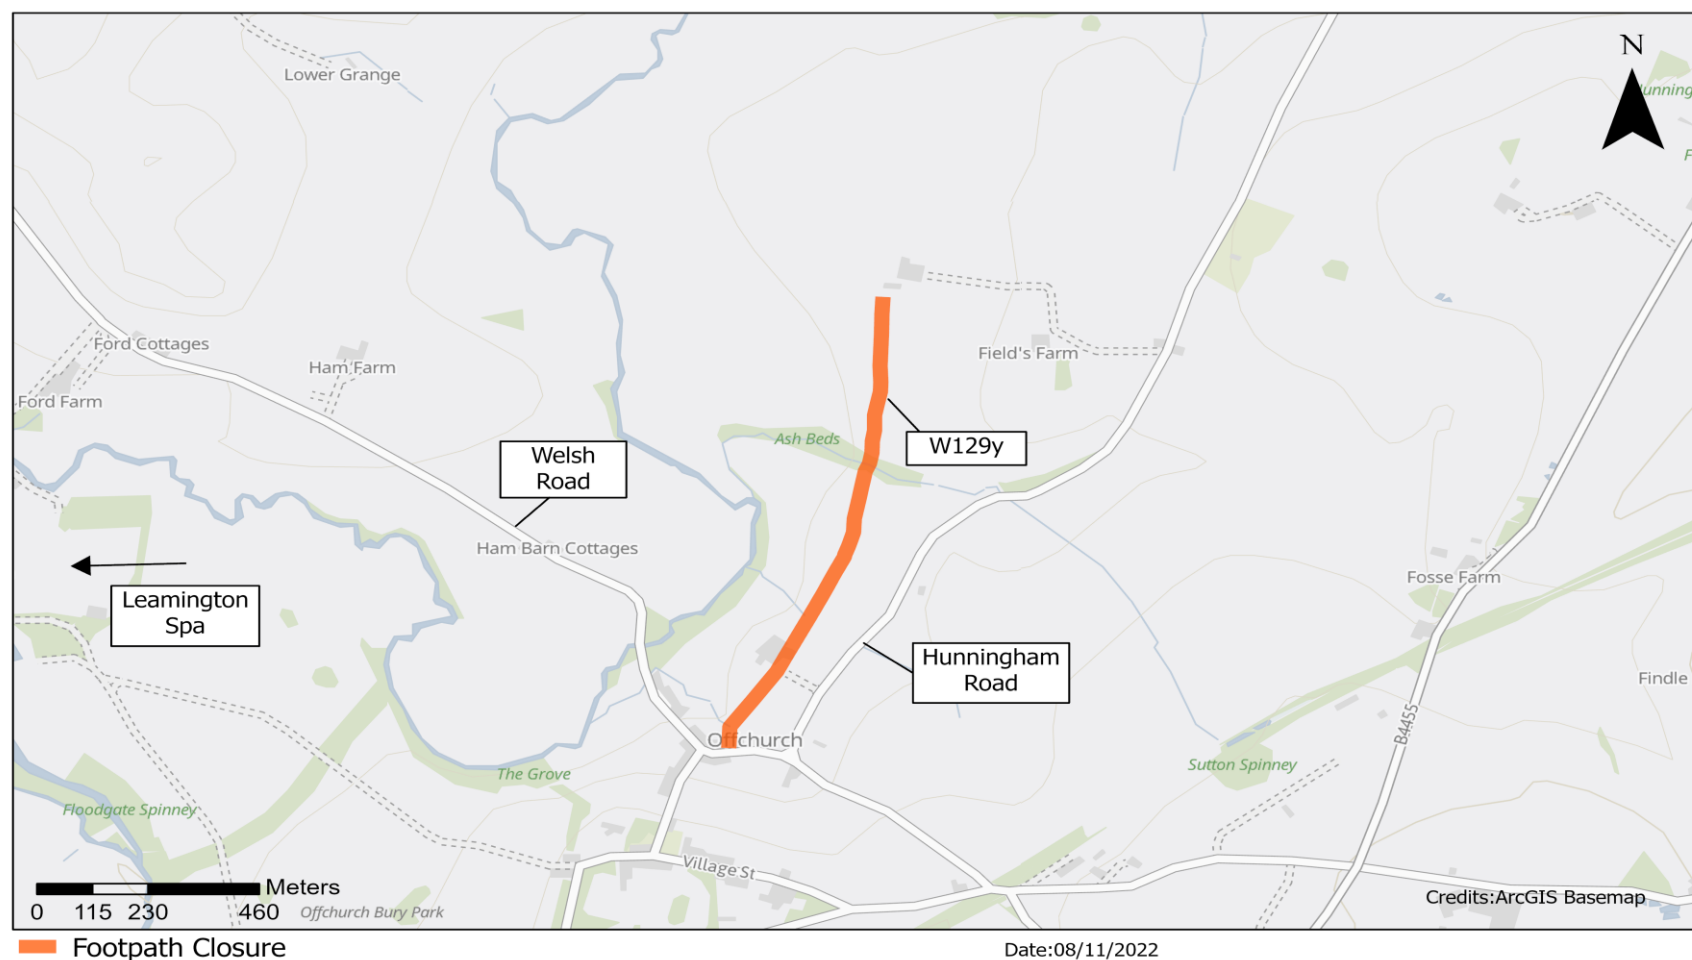 N
Lower Grange
Ford Cottages
Ham Farm
Ford Farm
Field's Farm
Ash Beds
W129y
Welsh
Road
Ham Barn Cottages
Leamington
Spa
Fosse Farm
Hunningham
Road
Findle
B4455
Offchurch
The Grove
Sutton Spinney
Floodgate Spinney
Village St
Meters
0 115 230 460
Offchurch Bury Park
Credits:ArcGIS Basemap
Footpath Closure
Date:08/11/2022